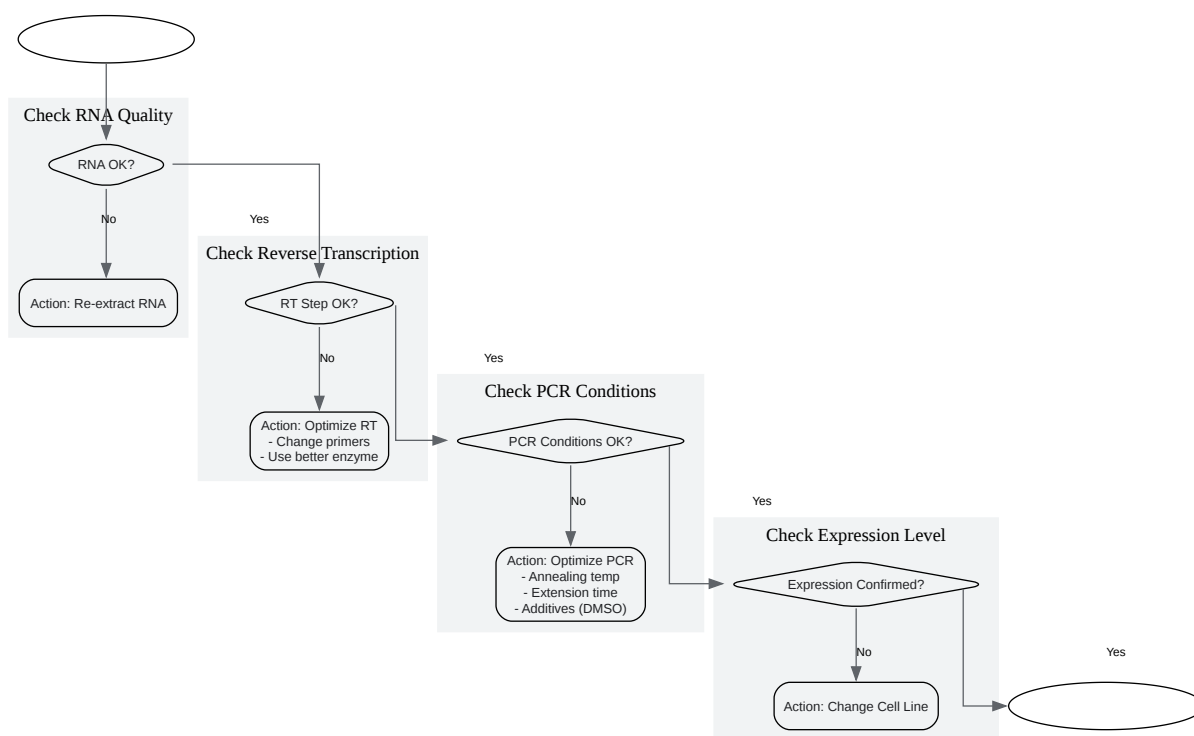 Check RNA Quality
RNA OK?
No
Yes
Action: Re-extract RNA
Check Reverse Transcription
RT Step OK?
No
Yes
Action: Optimize RT
- Change primers
- Use better enzyme
Check PCR Conditions
PCR Conditions OK?
No
Yes
Action: Optimize PCR
- Annealing temp
- Extension time
- Additives (DMSO)
Check Expression Level
Expression Confirmed?
No
Yes
Action: Change Cell Line